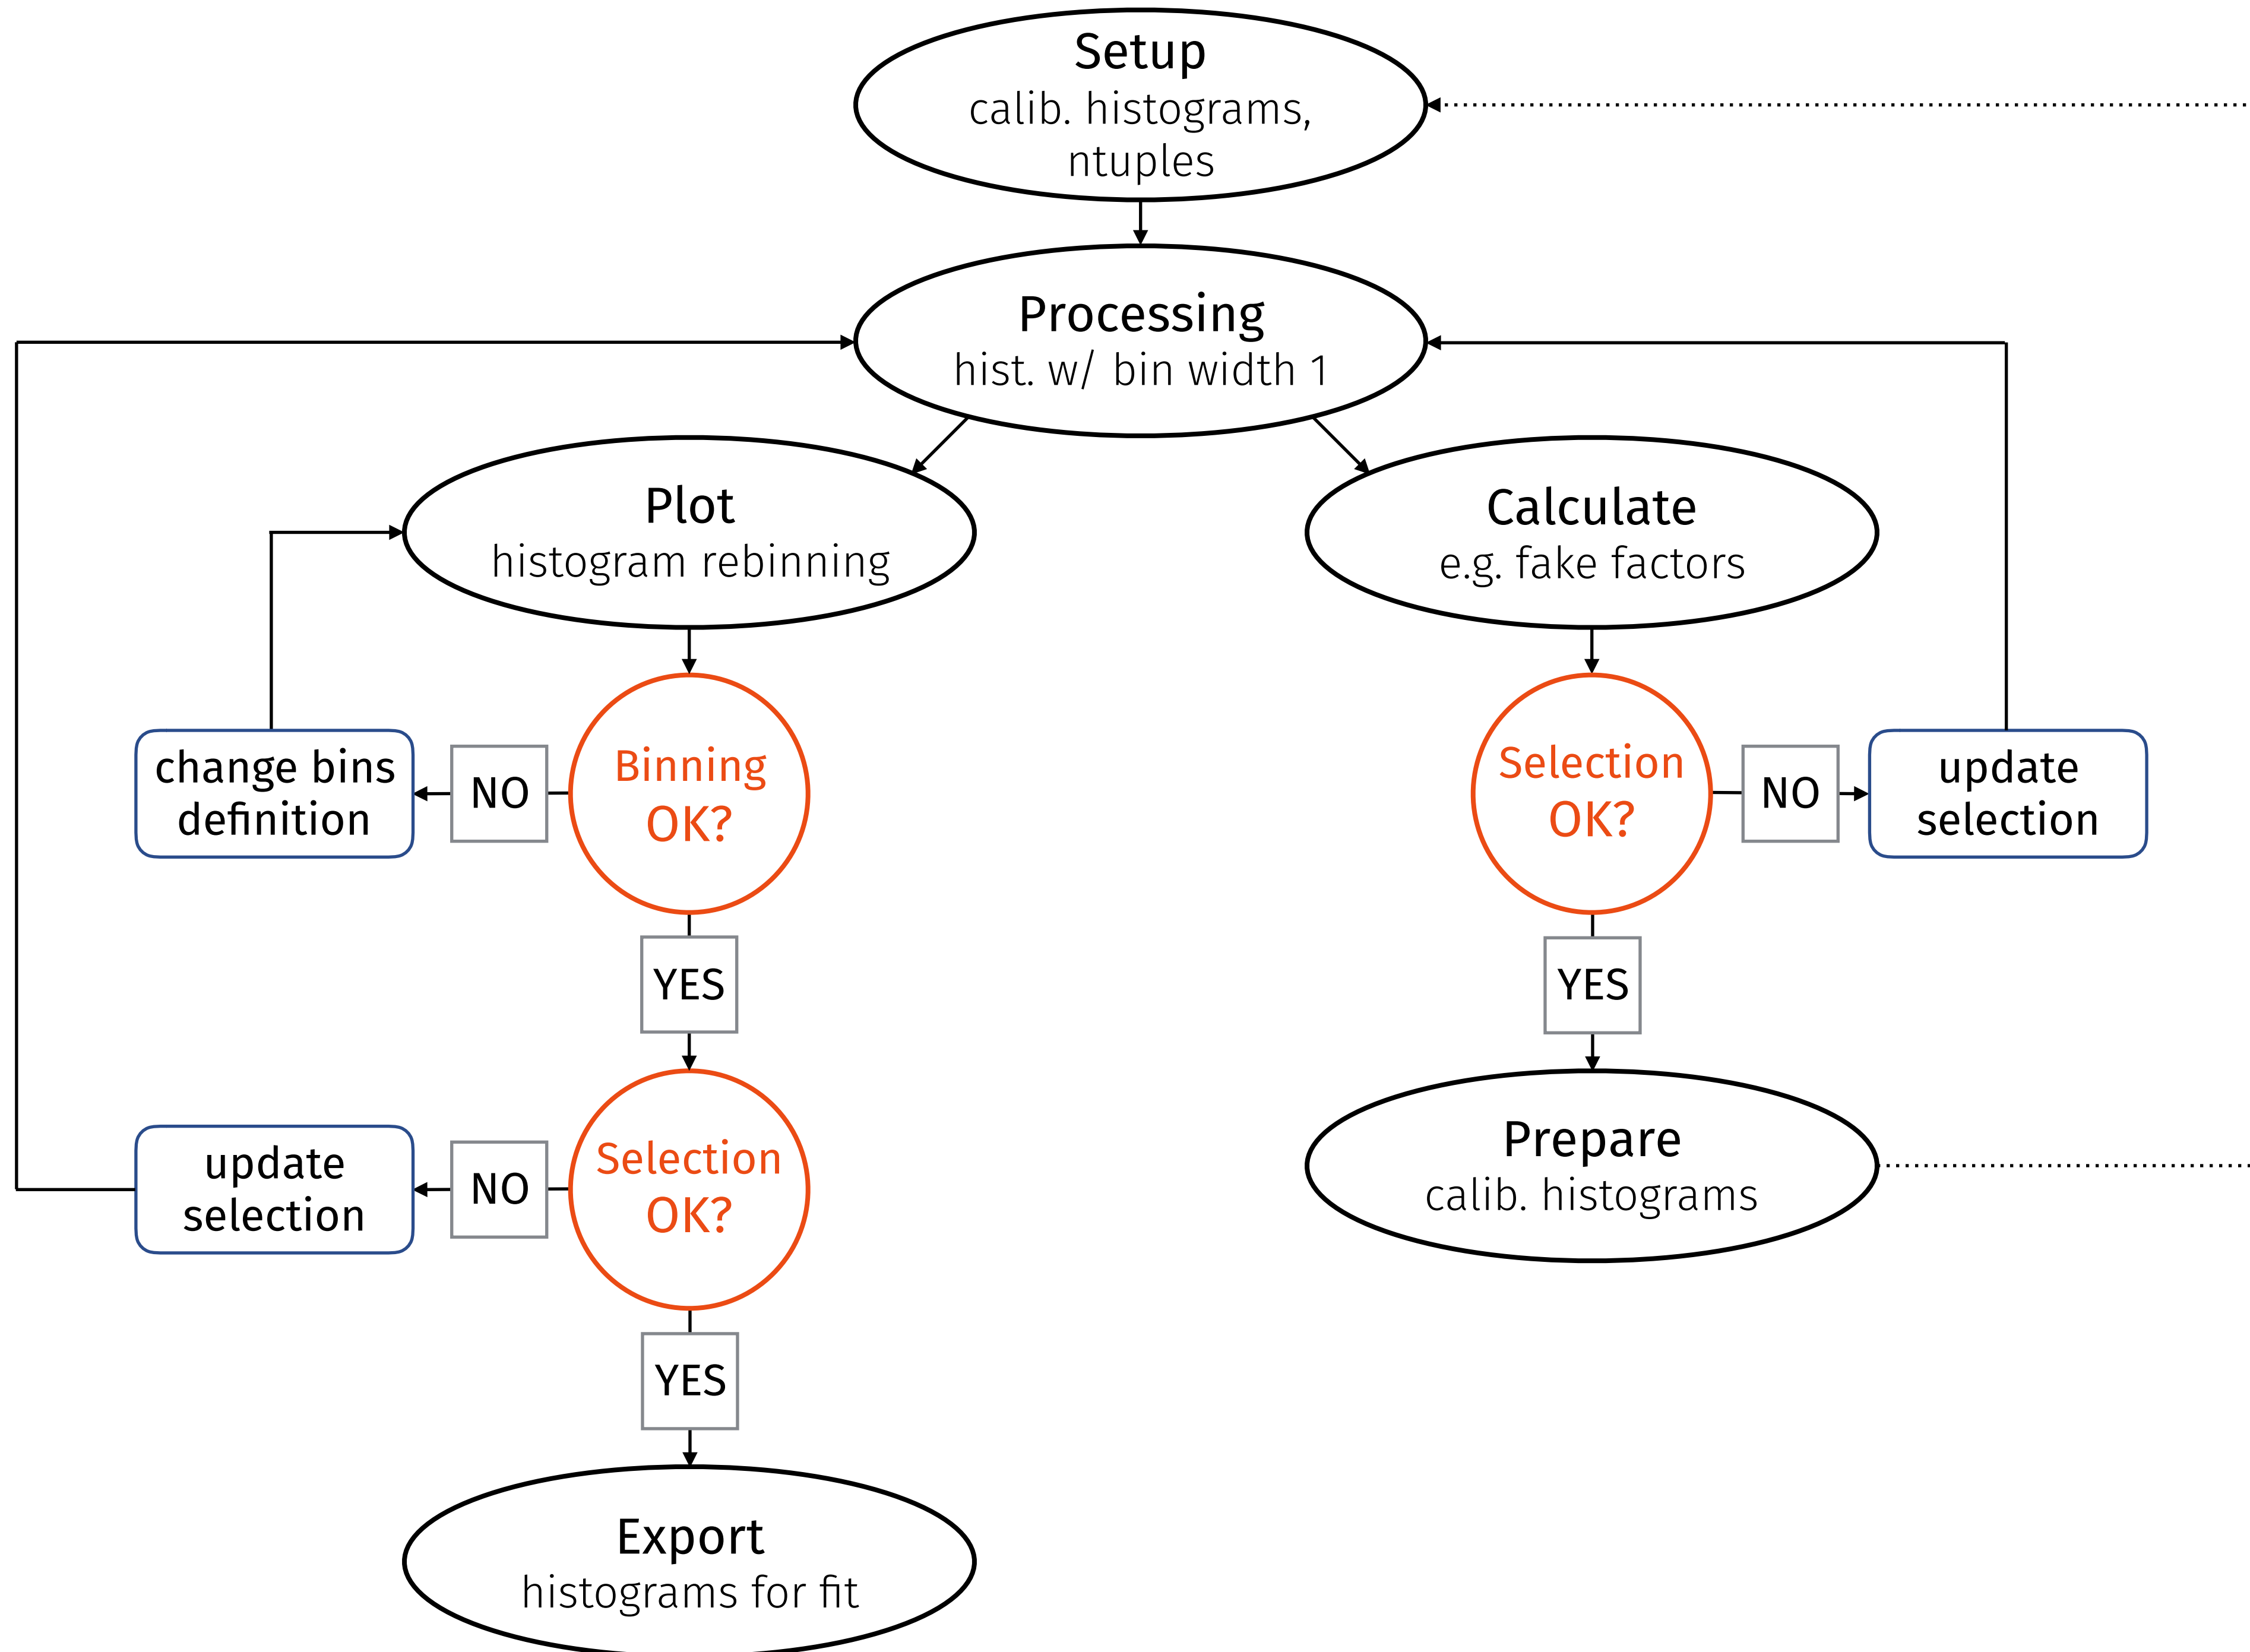 Setup
calib. histograms,
ntuples
Processing
hist. w/ bin width 1
Plot
histogram rebinning
Calculate
e.g. fake factors
change bins
definition
NO
Binning
OK?
Selection
OK?
NO
update
selection
YES
YES
update
selection
NO
Selection
OK?
Prepare
calib. histograms
YES
Export
histograms for fit